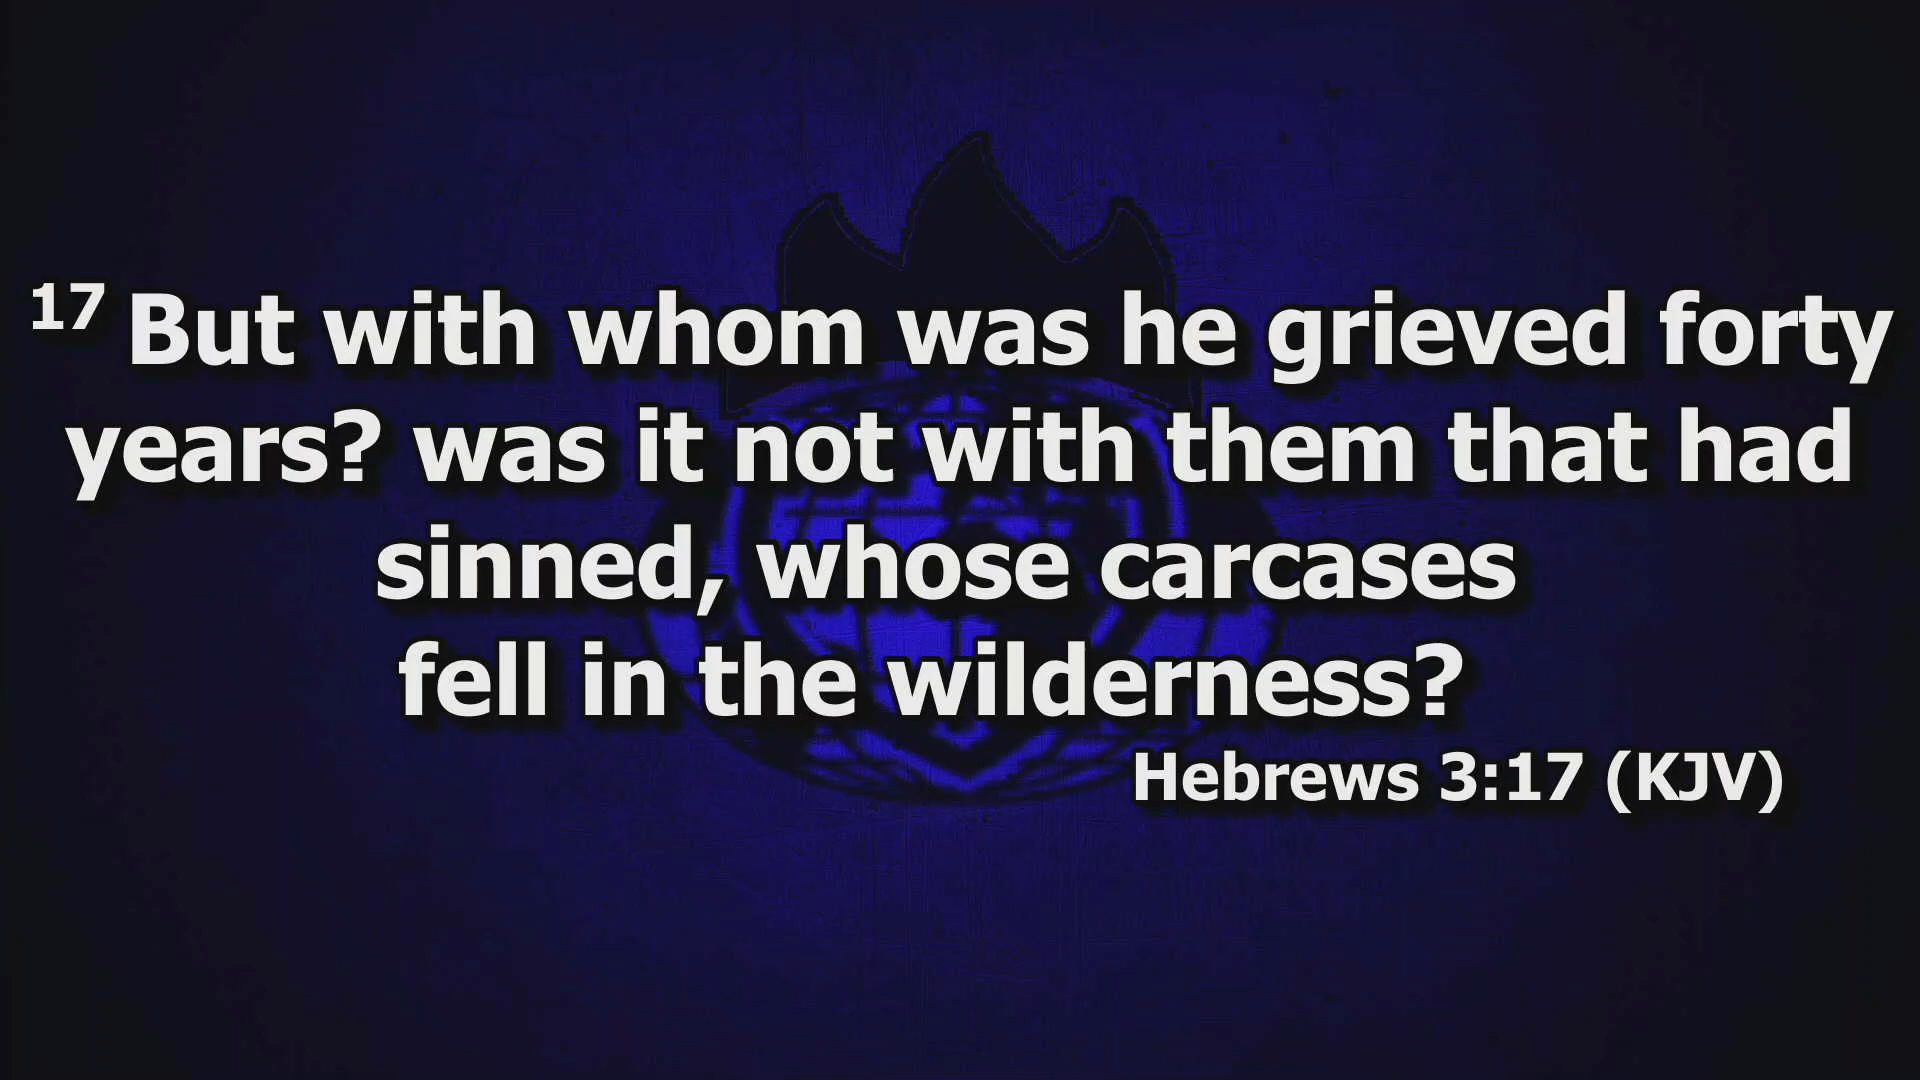 17 But with whom was he grieved forty
years? was it not with them that had
sinned, whose carcases
fell in the wilderness?
Hebrews 3:17 (KJV)